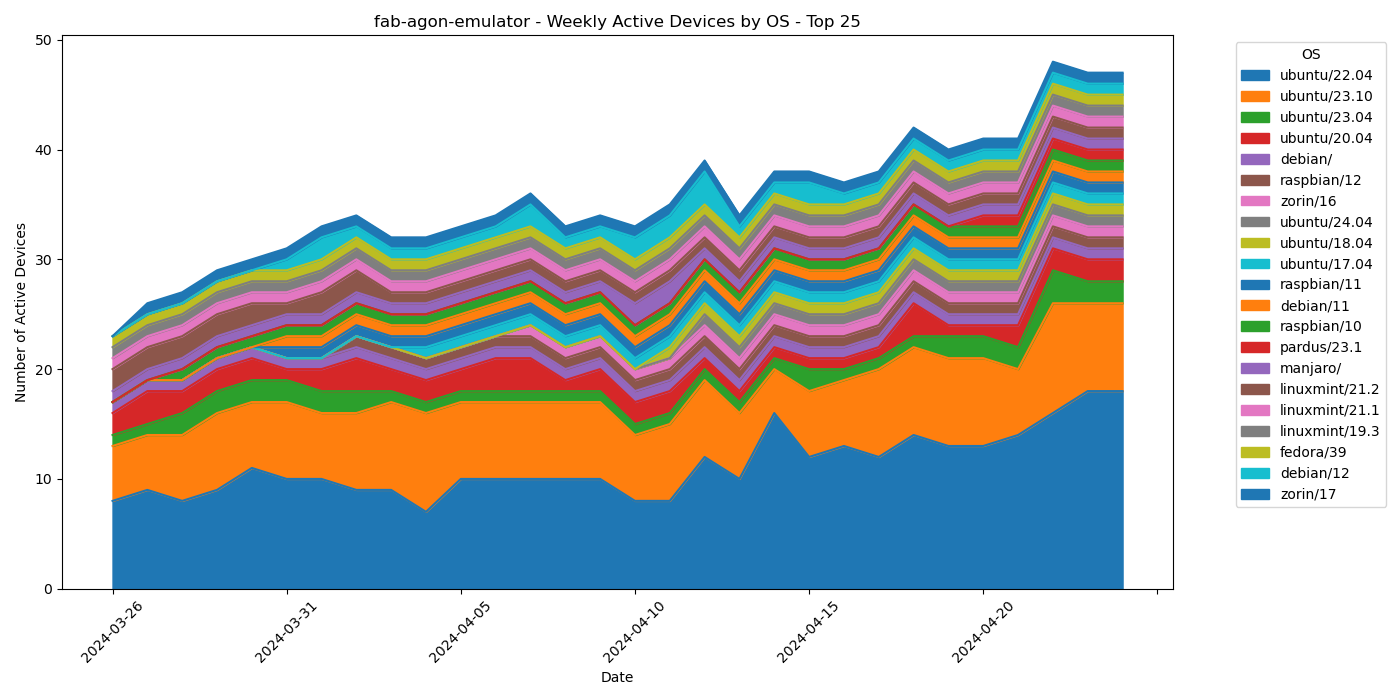 fab-agon-emulator - Weekly Active Devices by OS - Top 25
50
40
30
20
10
0
Number of Active Devices
2024-03-26
2024-03-31
2024-04-05
2024-04-10
2024-04-15
2024-04-20
Date
OS
ubuntu/22.04
ubuntu/23.10
ubuntu/23.04
ubuntu/20.04
debian/
raspbian/12
zorin/16
ubuntu/24.04
ubuntu/18.04
ubuntu/17.04
raspbian/11
debian/11
raspbian/10
pardus/23.1
manjaro/
linuxmint/21.2
linuxmint/21.1
linuxmint/19.3
fedora/39
debian/12
zorin/17